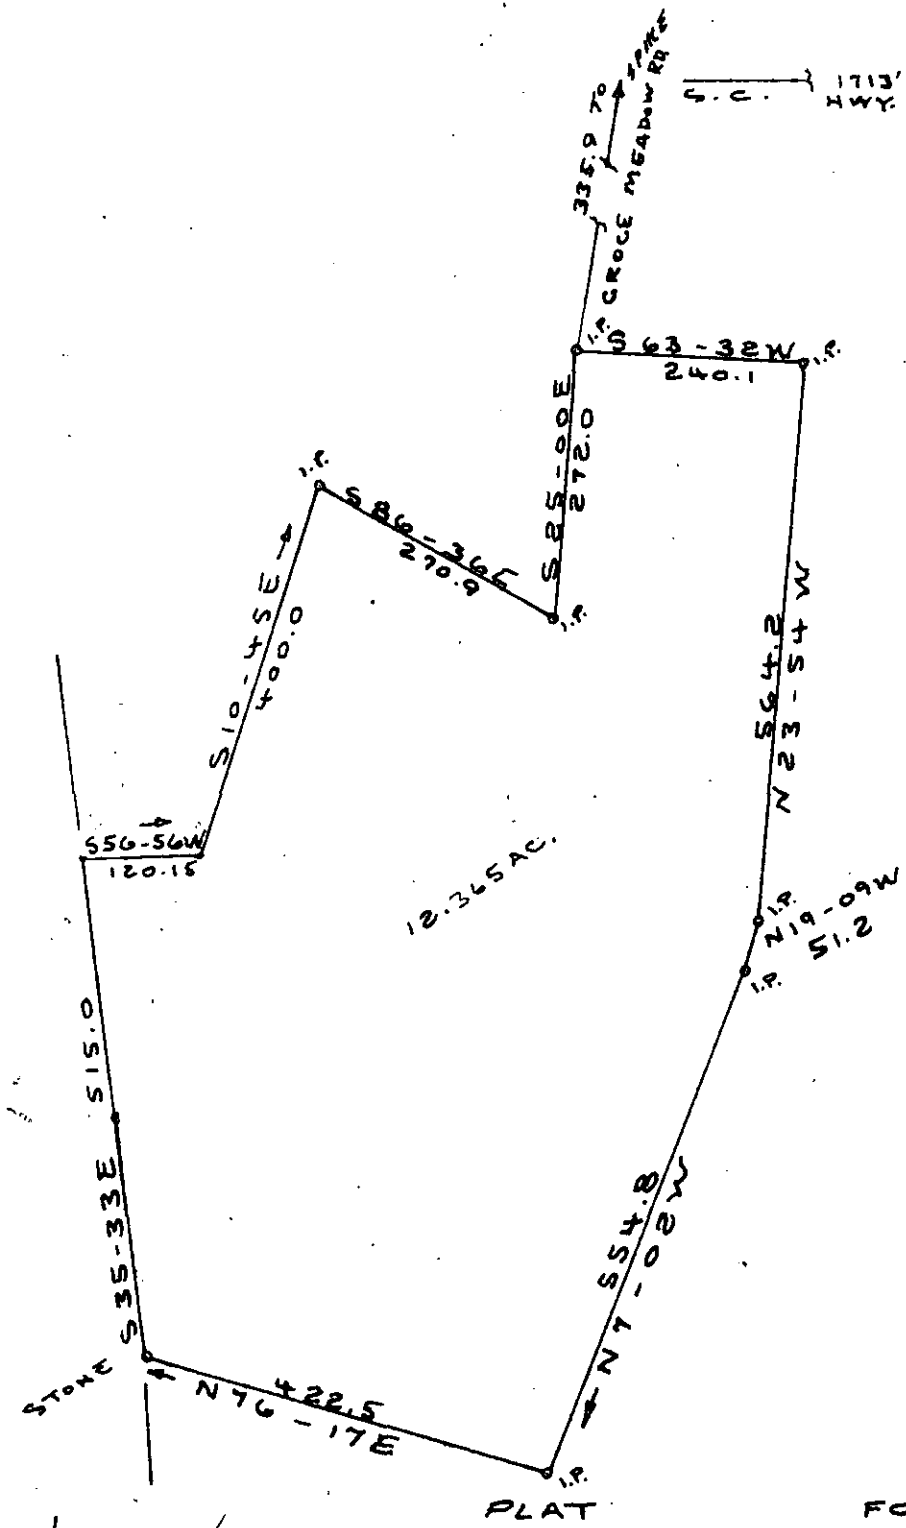 335.9 TO SPIKE
GROCE MEADOW RD
S.C.
1713'
HWY.
I.P.
S 63-32W
240.1
I.P.
S 25-00E
272.0
I.P.
S 86-36E
270.9
I.P.
S 10-45E
400.0
S56-56W
120.15
564.2
N 23-54 W
12.365 AC.
I.P.
N19-09W
51.2
I.P.
515.0
S 35-33E
554.8
N 7-02W
STONE
422.5
N 76-17E
I.P.
PLAT
FO